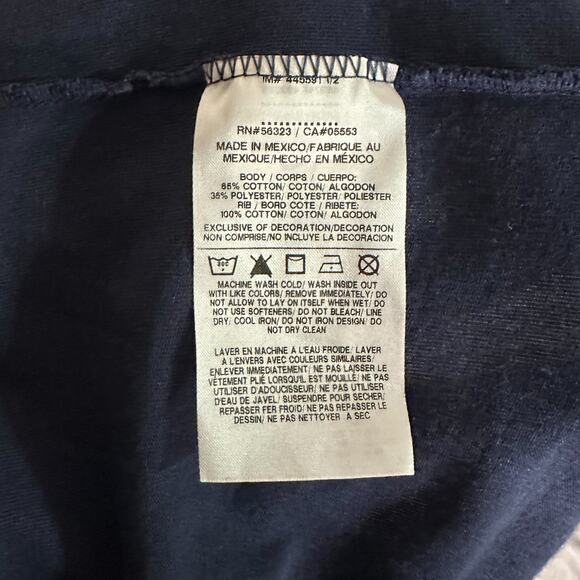 IM# 445591 1/2
RN#56323 / CA#05553
MADE IN MEXICO/FABRIQUE AU
MEXIQUE/HECHO EN MÉXICO
BODY / CORPS / CUERPO:
65% COTTON/ COTON/ ALGODON
35% POLYESTER/ POLYESTER/ POLIESTER
RIB / BORD COTE / RIBETE:
100% COTTON/ COTON/ ALGODON
EXCLUSIVE OF DECORATION/DECORATION
NON COMPRISE/NO INCLUYE LA DECORACION
MACHINE WASH COLD/ WASH INSIDE OUT
WITH LIKE COLORS/ REMOVE IMMEDIATELY/ DO
NOT ALLOW TO LAY ON ITSELF WHEN WET/ DO
NOT USE SOFTENERS/ DO NOT BLEACH/ LINE
DRY/ COOL IRON/ DO NOT IRON DESIGN/ DO
NOT DRY CLEAN
LAVER EN MACHINE À L'EAU FROIDE/ LAVER
À L'ENVERS AVEC COULEURS SIMILAIRES/
ENLEVER IMMÉDIATEMENT/ NE PAS LAISSER LE
VÊTEMENT PLIÉ LORSQU'IL EST MOUILLÉ/ NE PAS
UTILISER D'ADOUCISSEUR/ NE PAS UTILISER
D'EAU DE JAVEL/ SUSPENDRE POUR SÉCHER/
REPASSER FER FROID/ NE PAS REPASSER LE
DESSIN/ NE PAS NETTOYER À SEC